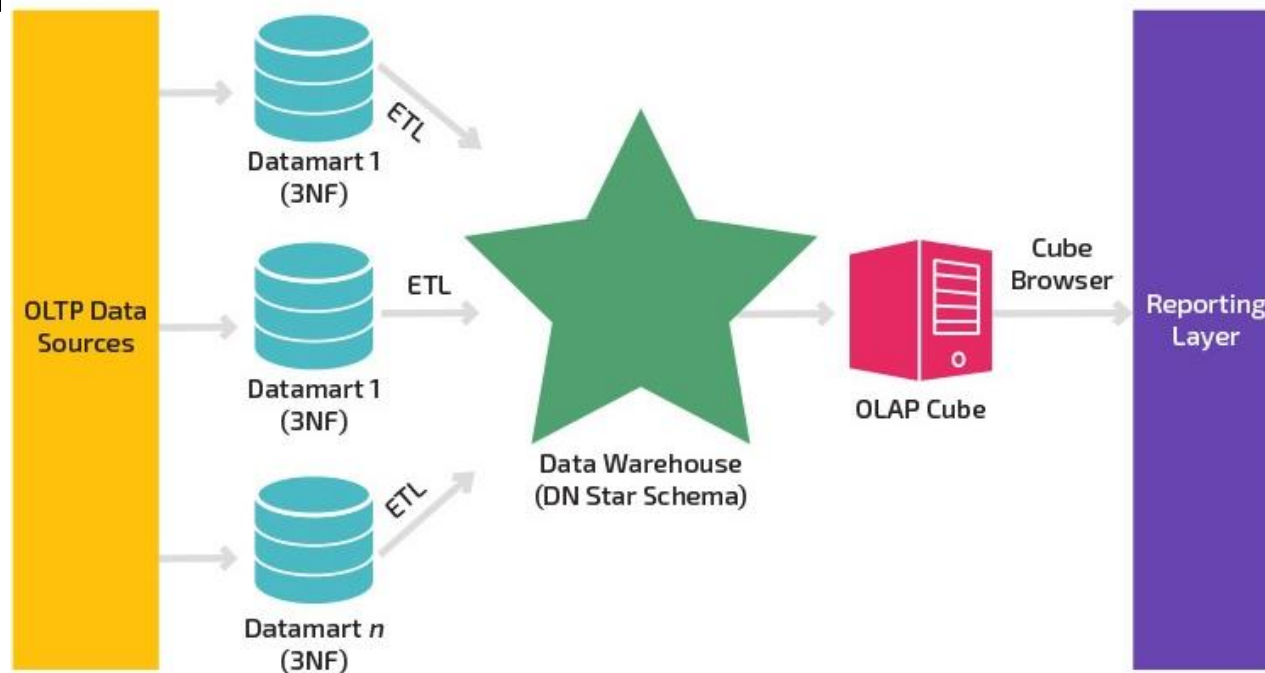 OLTP Data
Sources
Datamart 1
(3NF)
ETL
Datamart 1
(3NF)
ETL
Datamart n
(3NF)
ETL
Data Warehouse
(DN Star Schema)
OLAP Cube
Cube
Browser
Reporting
Layer